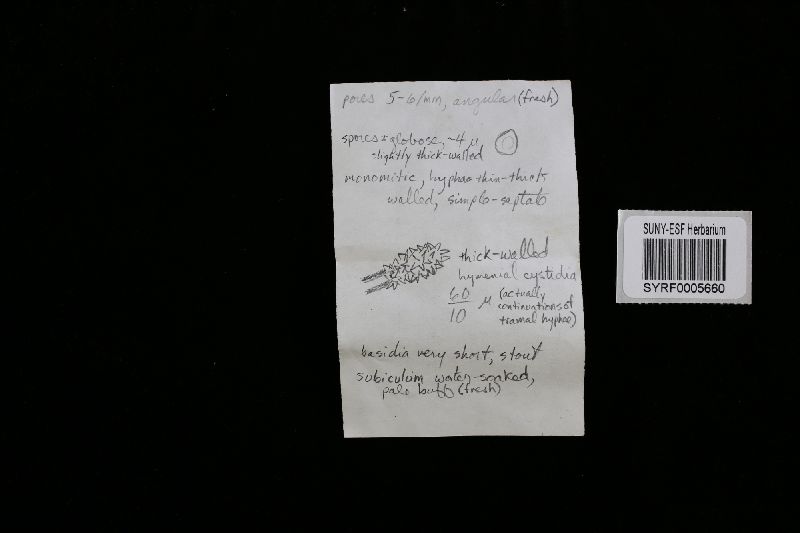 pores 5-6/mm, angular (fresh)
spores ± globose, ~4 μ
slightly thick-walled
monomitic, hyphae thin-thick
walled, simple-septate
thick-walled
hymenial cystidia
60/10 μ (actually
continuations of
tramal hyphae)
basidia very short, stout
subiculum water-soaked,
pale buff (fresh)
SUNY-ESF Herbarium
SYRF0005660